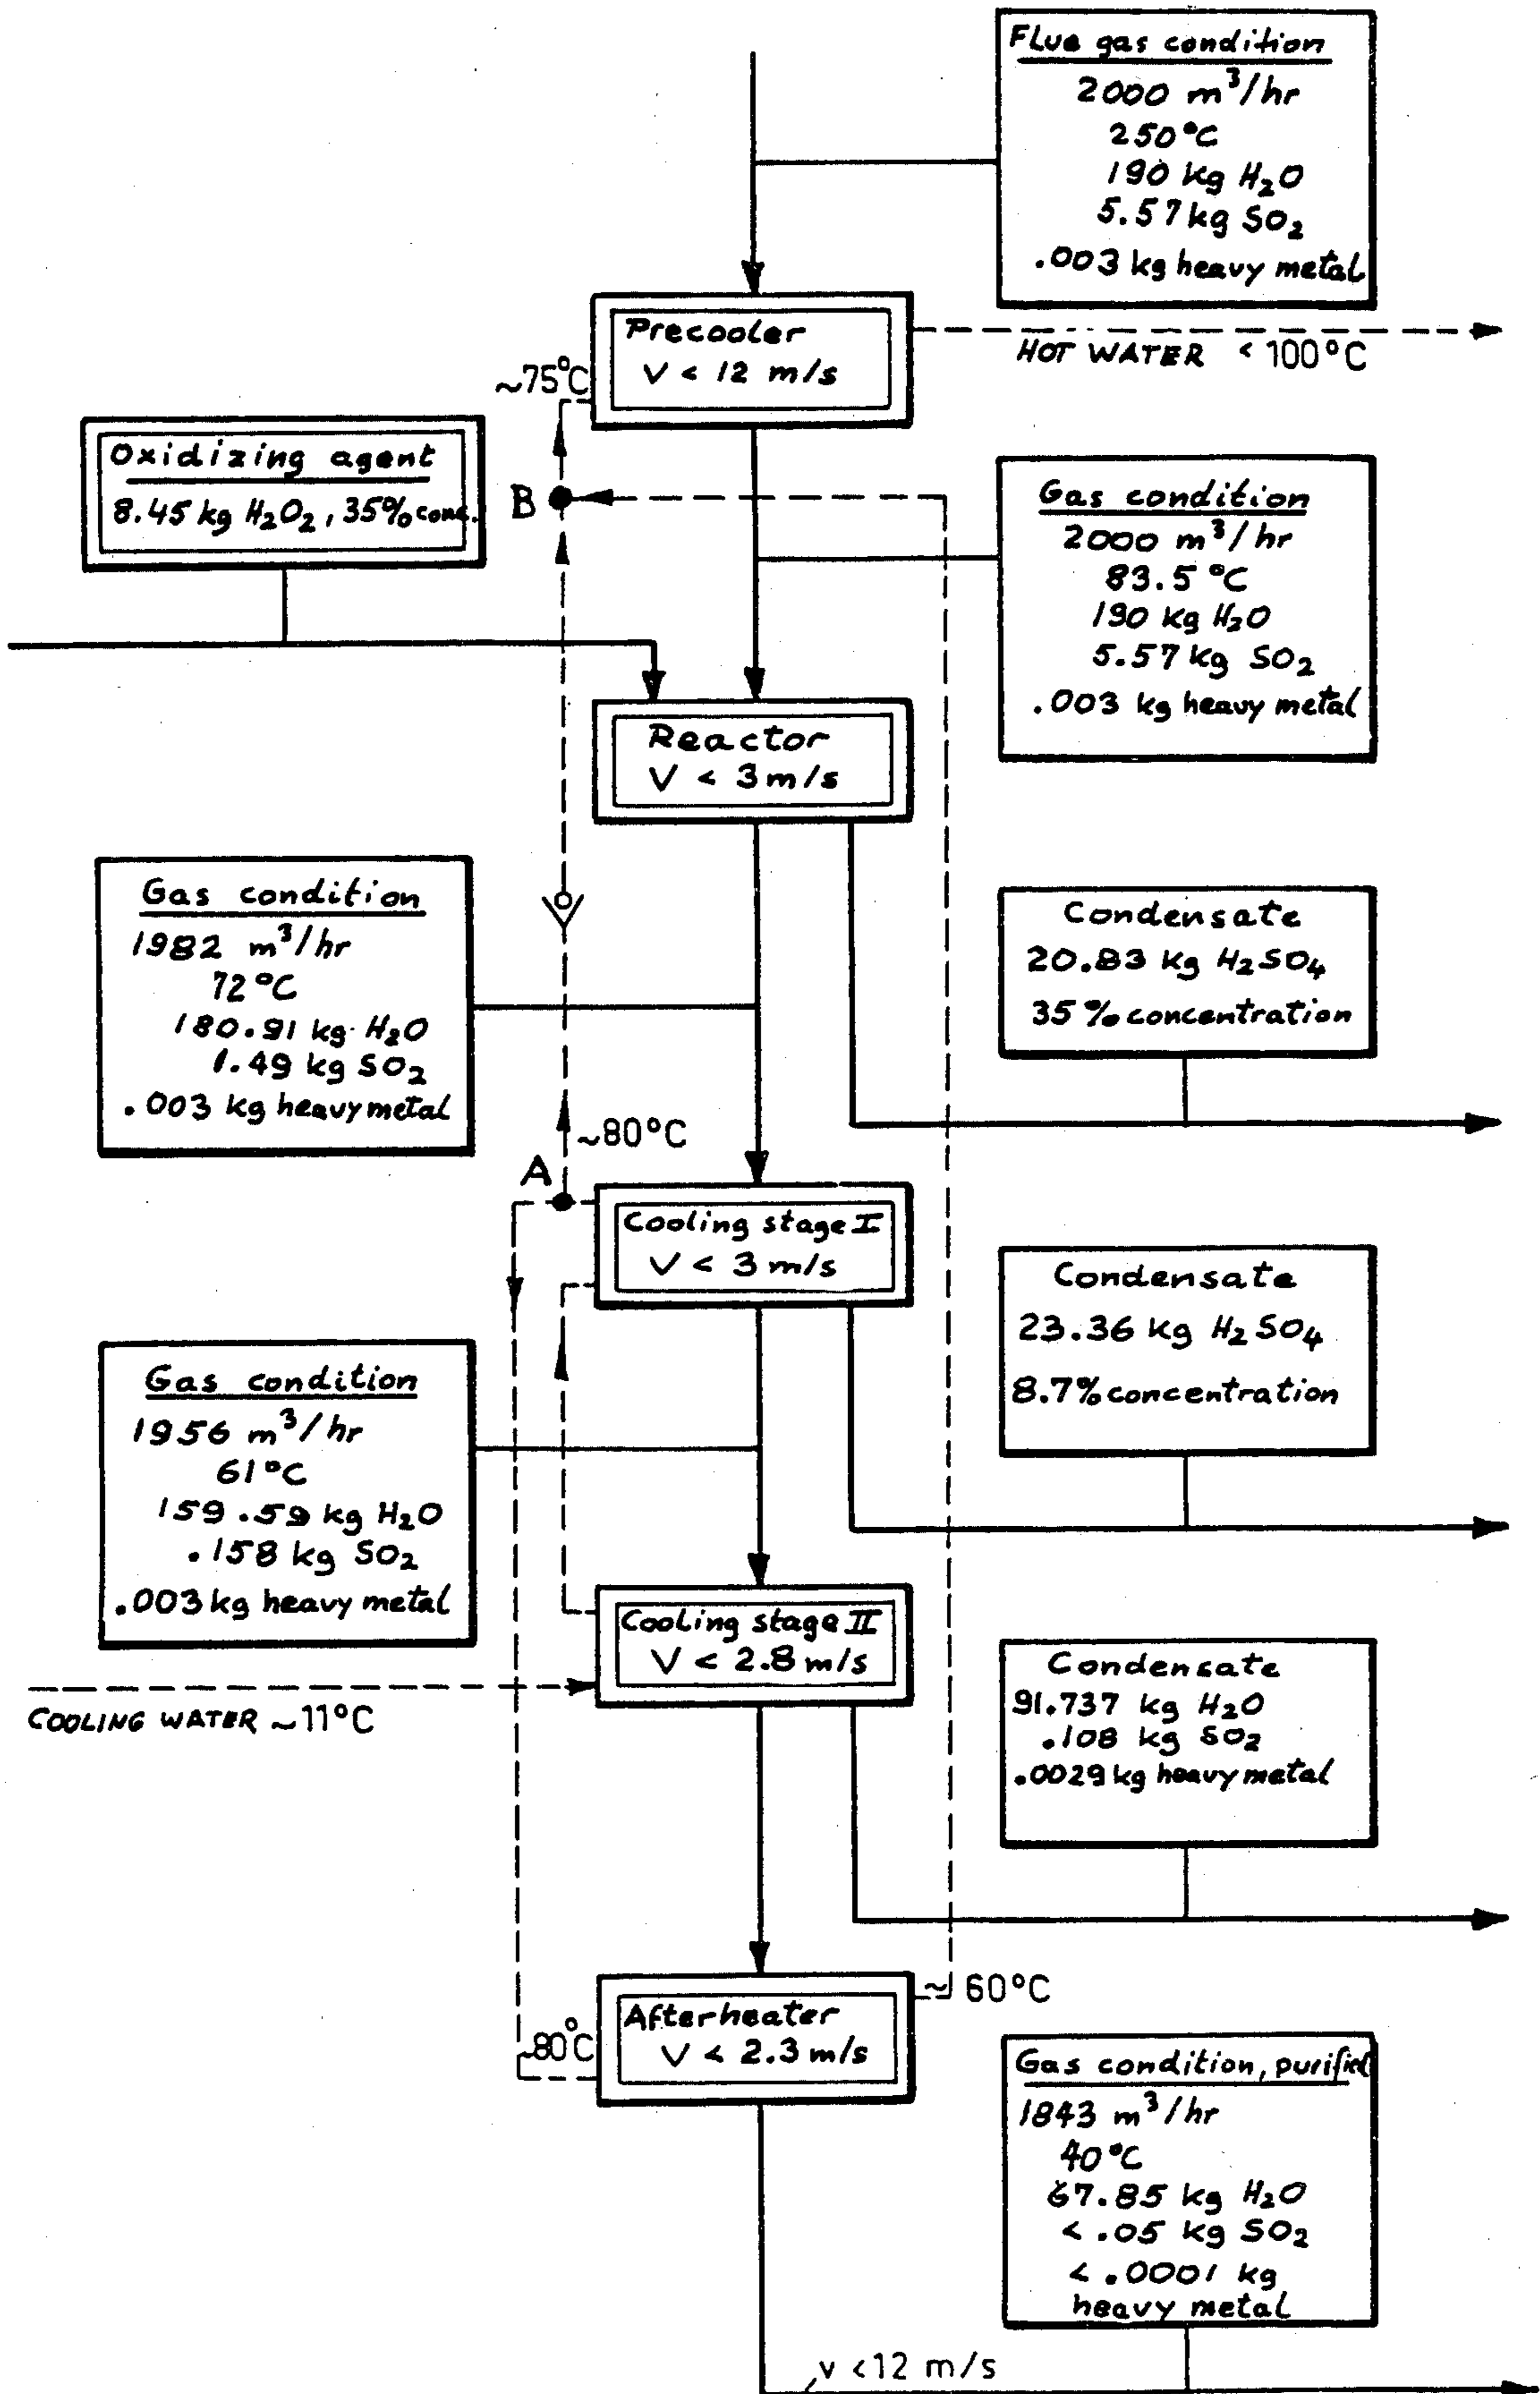 Flue gas condition
2000 m³/hr
250°C
190 kg H₂O
5.57 kg SO₂
.003 kg heavy metal
Precooler
V < 12 m/s
HOT WATER < 100°C
~75°C
Oxidizing agent
8.45 kg H₂O₂, 35% conc.
B
Gas condition
2000 m³/hr
83.5 °C
190 kg H₂O
5.57 kg SO₂
.003 kg heavy metal
Reactor
V < 3 m/s
Gas condition
1982 m³/hr
72°C
180.91 kg H₂O
1.49 kg SO₂
.003 kg heavy metal
Condensate
20.83 kg H₂SO₄
35% concentration
~80°C
A
Cooling stage I
V < 3 m/s
Condensate
23.36 kg H₂SO₄
8.7% concentration
Gas condition
1956 m³/hr
61°C
159.59 kg H₂O
.158 kg SO₂
.003 kg heavy metal
Cooling stage II
V < 2.8 m/s
COOLING WATER ~11°C
Condensate
91.737 kg H₂O
.108 kg SO₂
.0029 kg heavy metal
~ 60°C
Afterheater
V < 2.3 m/s
~80°C
Gas condition, purified
1843 m³/hr
40°C
67.85 kg H₂O
< .05 kg SO₂
< .0001 kg
heavy metal
v <12 m/s